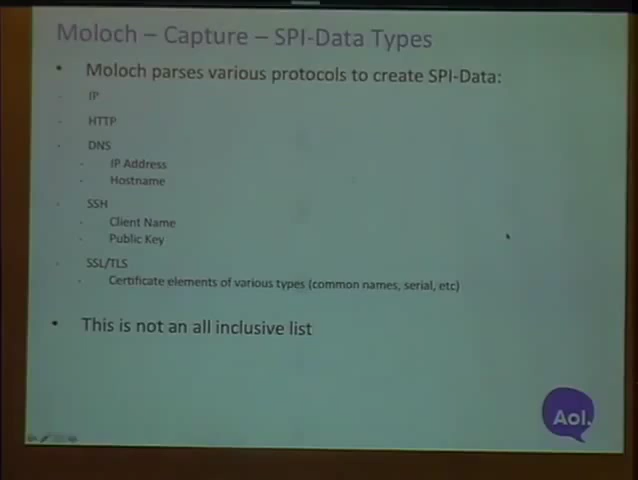 Moloch – Capture – SPI-Data Types
• Moloch parses various protocols to create SPI-Data:
- IP
- HTTP
- DNS
- IP Address
- Hostname
- SSH
- Client Name
- Public Key
- SSL/TLS
- Certificate elements of various types (common names, serial, etc)
• This is not an all inclusive list
Aol.